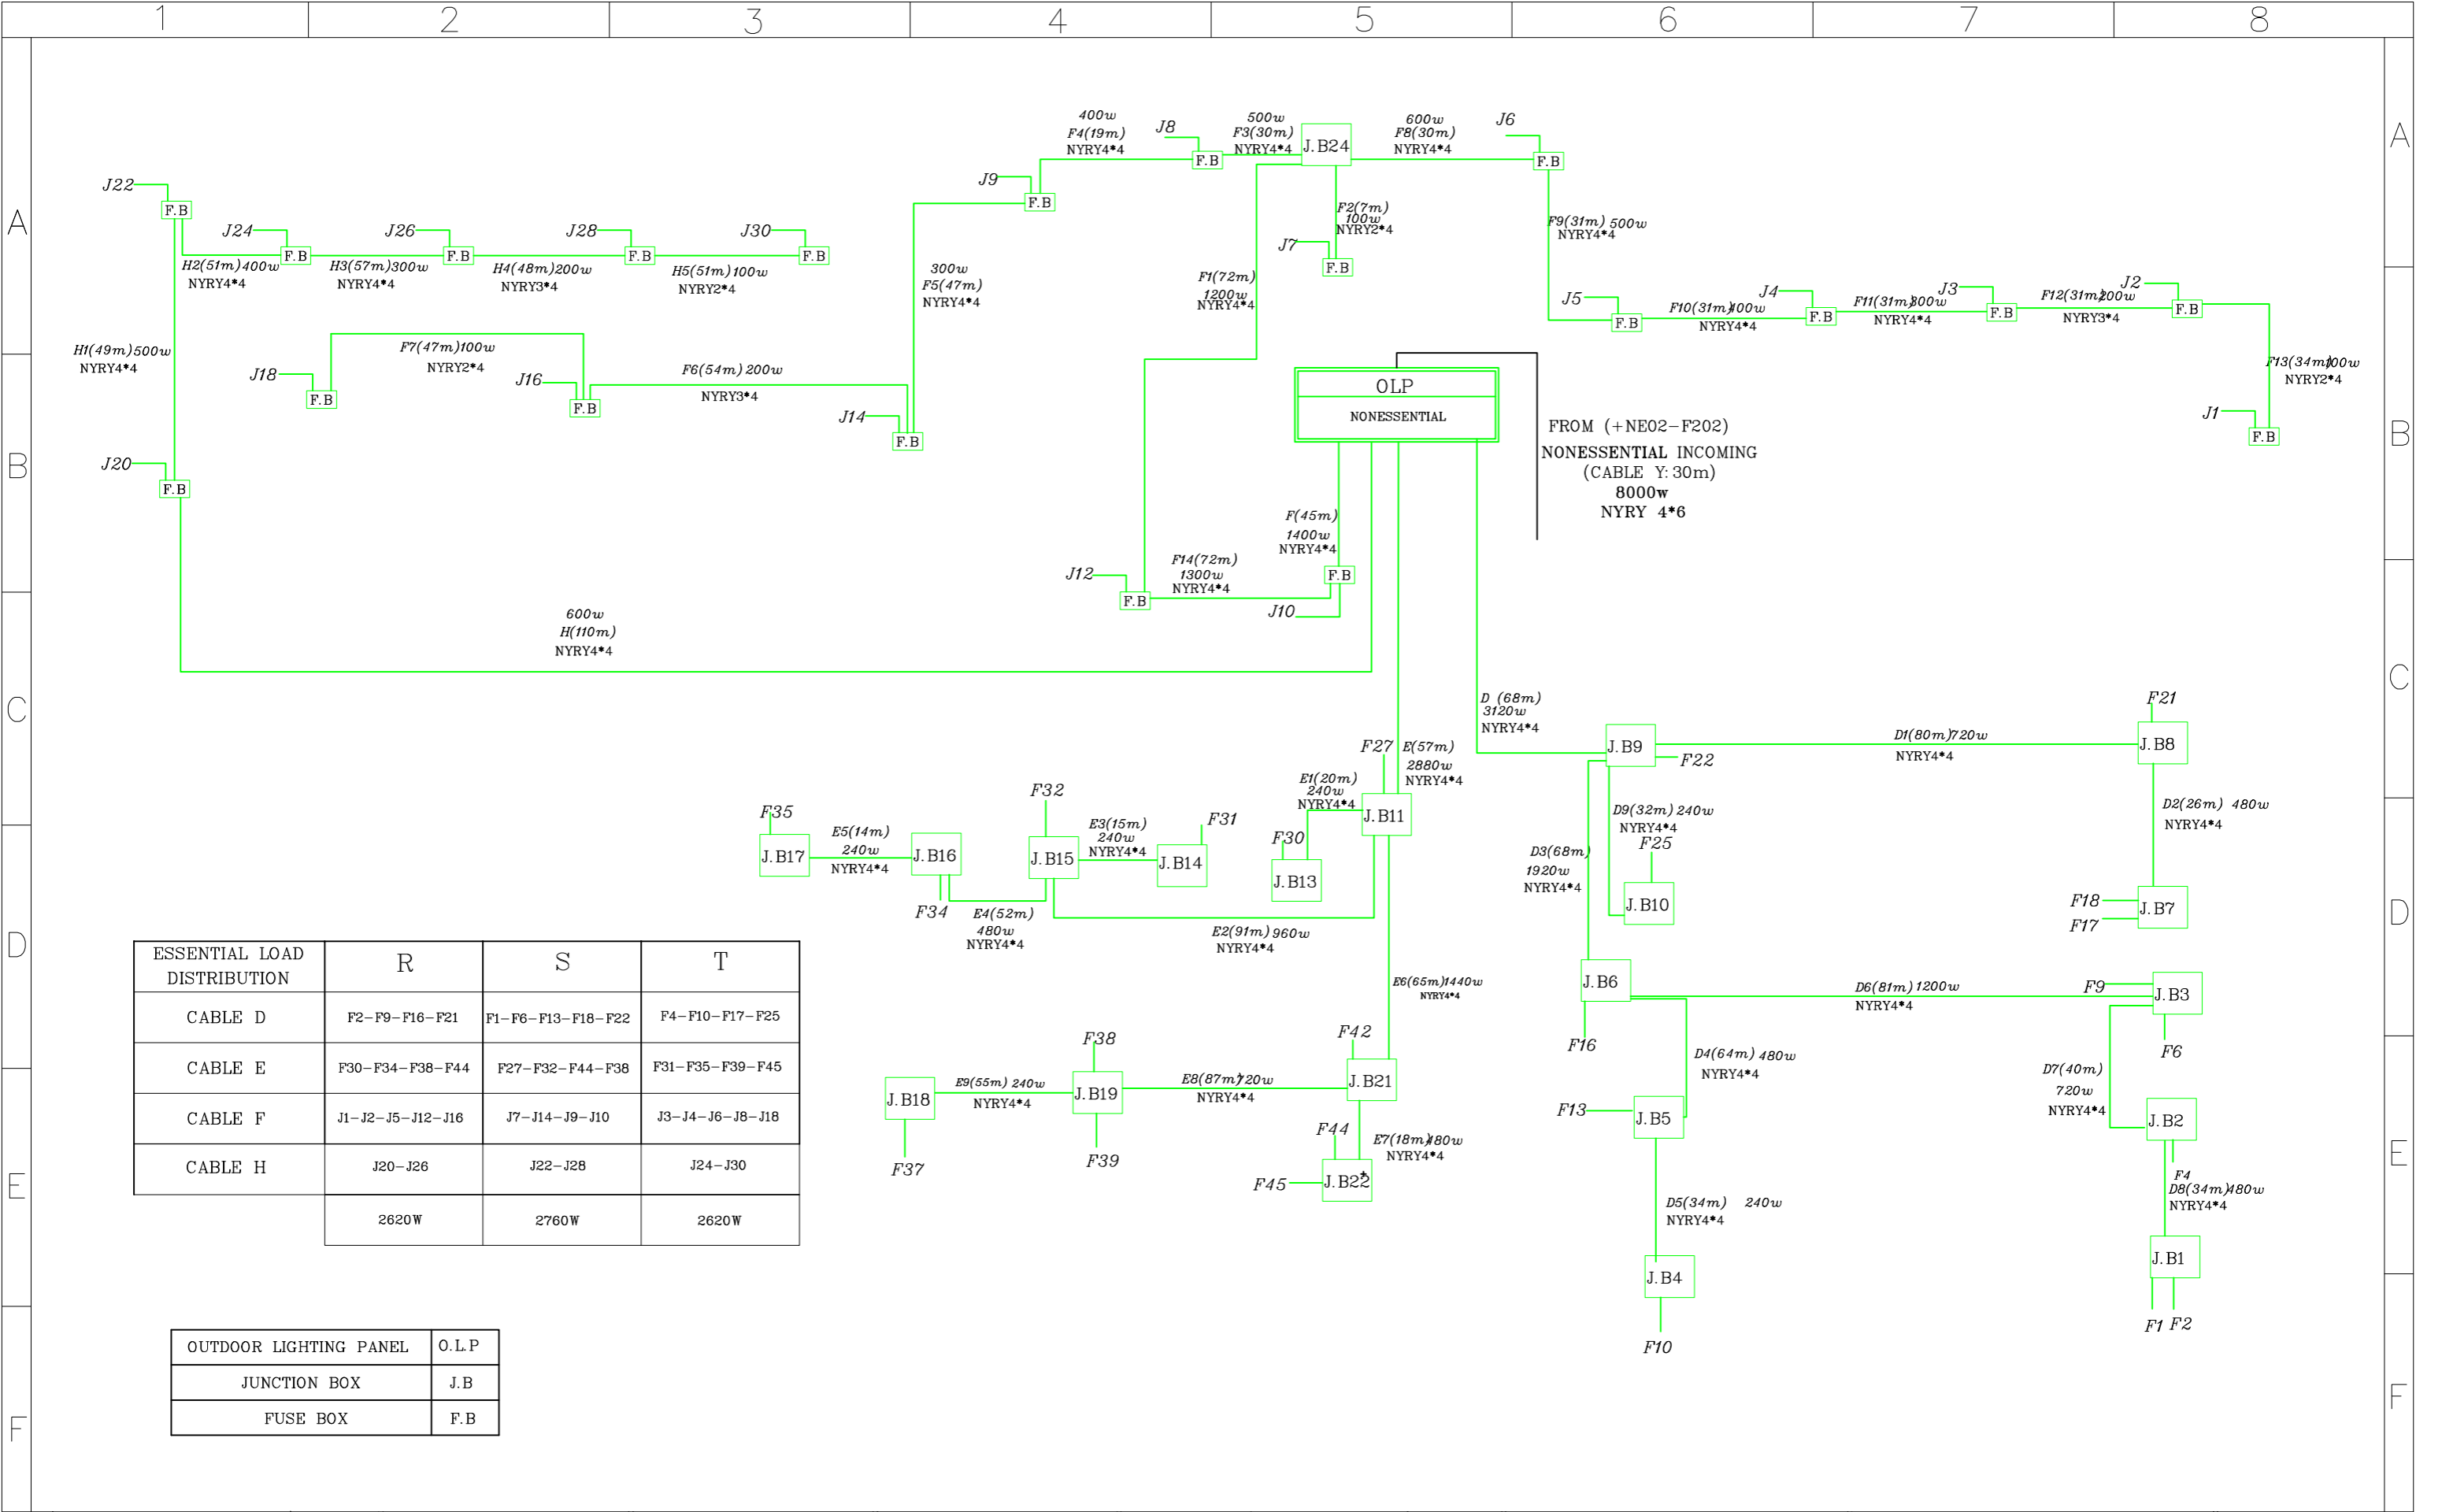 1 2 3 4 5 6 7 8
A
A
B
B
C
C
D
D
E
E
F
F
J22
F.B
J24
F.B
J26
F.B
J28
F.B
J30
F.B
H2(51m) 400w
NYRY4*4
H3(57m)300w
NYRY4*4
H4(48m)200w
NYRY3*4
H5(51m) 100w
NYRY2*4
H1(49m)500w
NYRY4*4
J20
F.B
J18
F.B
F7(47m)100w
NYRY2*4
J16
F.B
F6(54m) 200w
NYRY3*4
J14
F.B
300w
F5(47m)
NYRY4*4
J9
F.B
400w
F4(19m)
NYRY4*4
J8
F.B
500w
F3(30m)
NYRY4*4
J.B24
600w
F8(30m)
NYRY4*4
J6
F.B
F2(7m)
100w
NYRY2*4
J7
F.B
F1(72m)
1200w
NYRY4*4
F9(31m) 500w
NYRY4*4
J5
F.B
F10(31m)400w
NYRY4*4
J4
F.B
F11(31m)300w
NYRY4*4
J3
F.B
F12(31m)200w
NYRY3*4
J2
F.B
F13(34m)100w
NYRY2*4
J1
F.B
OLP
NONESSENTIAL
FROM (+NE02-F202)
NONESSENTIAL INCOMING
(CABLE Y:30m)
8000w
NYRY 4*6
F(45m)
1400w
NYRY4*4
F.B
J10
F14(72m)
1300w
NYRY4*4
J12
F.B
600w
H(110m)
NYRY4*4
D (68m)
3120w
NYRY4*4
J.B9
F22
D1(80m)720w
NYRY4*4
F21
J.B8
D2(26m) 480w
NYRY4*4
F18
F17
J.B7
D9(32m) 240w
NYRY4*4
F25
J.B10
D3(68m)
1920w
NYRY4*4
J.B6
F16
D6(81m) 1200w
NYRY4*4
F9
J.B3
F6
D4(64m) 480w
NYRY4*4
F13
J.B5
D5(34m) 240w
NYRY4*4
J.B4
F10
D7(40m)
720w
NYRY4*4
J.B2
F4
D8(34m)480w
NYRY4*4
J.B1
F1 F2
F27
E(57m)
2880w
NYRY4*4
J.B11
E1(20m)
240w
NYRY4*4
F30
J.B13
F35
J.B17
E5(14m)
240w
NYRY4*4
J.B16
F34
F32
J.B15
E3(15m)
240w
NYRY4*4
F31
J.B14
E4(52m)
480w
NYRY4*4
E2(91m) 960w
NYRY4*4
E6(65m)1440w
NYRY4*4
F42
J.B21
F38
J.B19
F39
E8(87m)720w
NYRY4*4
E9(55m) 240w
NYRY4*4
J.B18
F37
E7(18m)480w
NYRY4*4
F44
F45
J.B22
ESSENTIAL LOAD DISTRIBUTION R S T
CABLE D F2-F9-F16-F21 F1-F6-F13-F18-F22 F4-F10-F17-F25
CABLE E F30-F34-F38-F44 F27-F32-F44-F38 F31-F35-F39-F45
CABLE F J1-J2-J5-J12-J16 J7-J14-J9-J10 J3-J4-J6-J8-J18
CABLE H J20-J26 J22-J28 J24-J30
2620W 2760W 2620W
OUTDOOR LIGHTING PANEL O.L.P
JUNCTION BOX J.B
FUSE BOX F.B